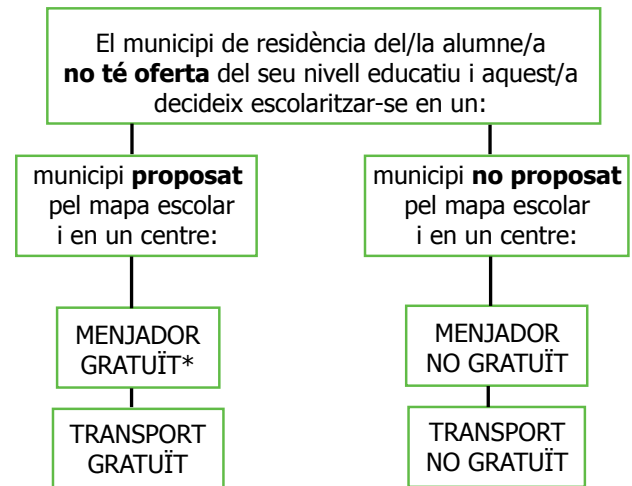 El municipi de residència del/la alumne/a
no té oferta del seu nivell educatiu i aquest/a
decideix escolaritzar-se en un:
municipi proposat
pel mapa escolar
i en un centre:
municipi no proposat
pel mapa escolar
i en un centre:
MENJADOR
GRATUÏT*
MENJADOR
NO GRATUÏT
TRANSPORT
GRATUÏT
TRANSPORT
NO GRATUÏT